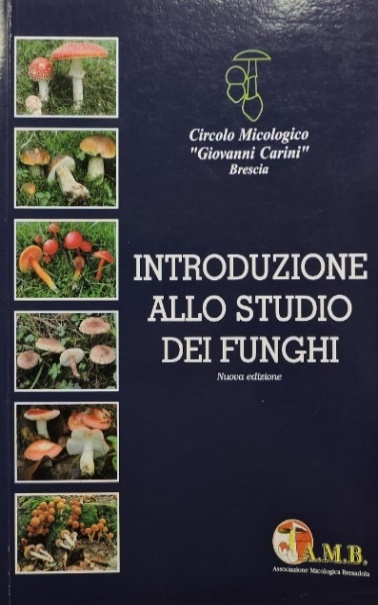 Circolo Micologico
"Giovanni Carini"
Brescia
INTRODUZIONE
ALLO STUDIO
DEI FUNGHI
Nuova edizione
A.M.B.
Associazione Micologica Bresadola